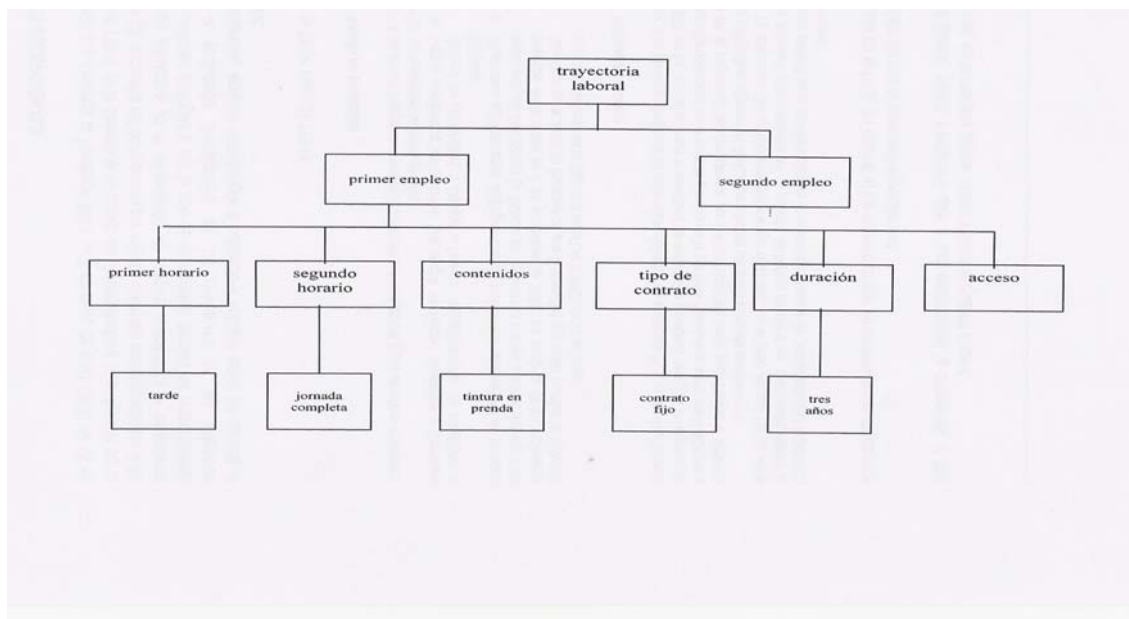 trayectoria
laboral
primer empleo
segundo empleo
primer horario
segundo
horario
contenidos
tipo de
contrato
duración
acceso
tarde
jornada
completa
tintura en
prenda
contrato
fijo
tres
años